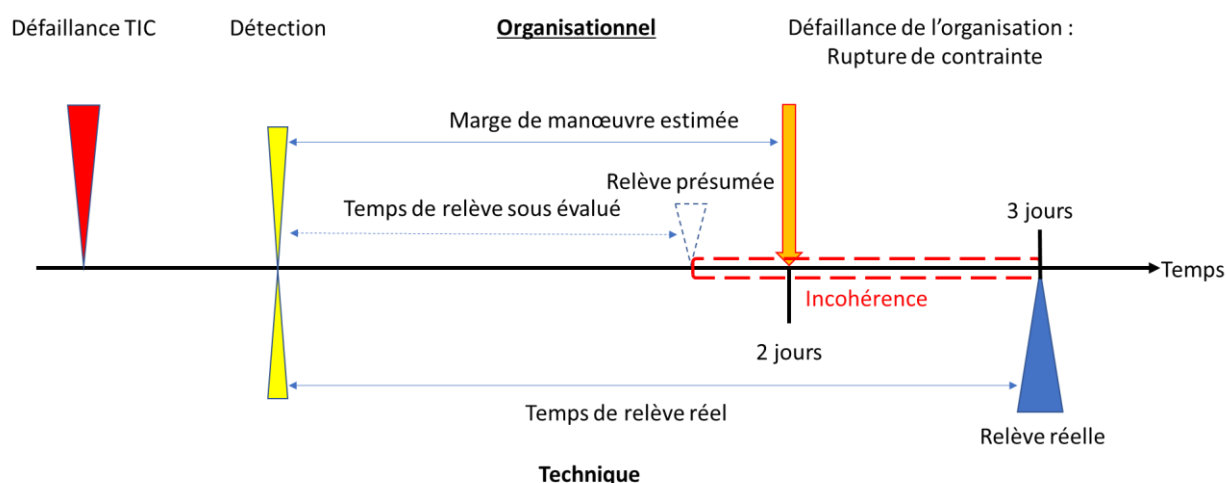 Défaillance TIC
Détection
Organisationnel
Défaillance de l'organisation :
Rupture de contrainte
Marge de manœuvre estimée
Relève présumée
Temps de relève sous évalué
3 jours
Temps
Incohérence
2 jours
Temps de relève réel
Relève réelle
Technique